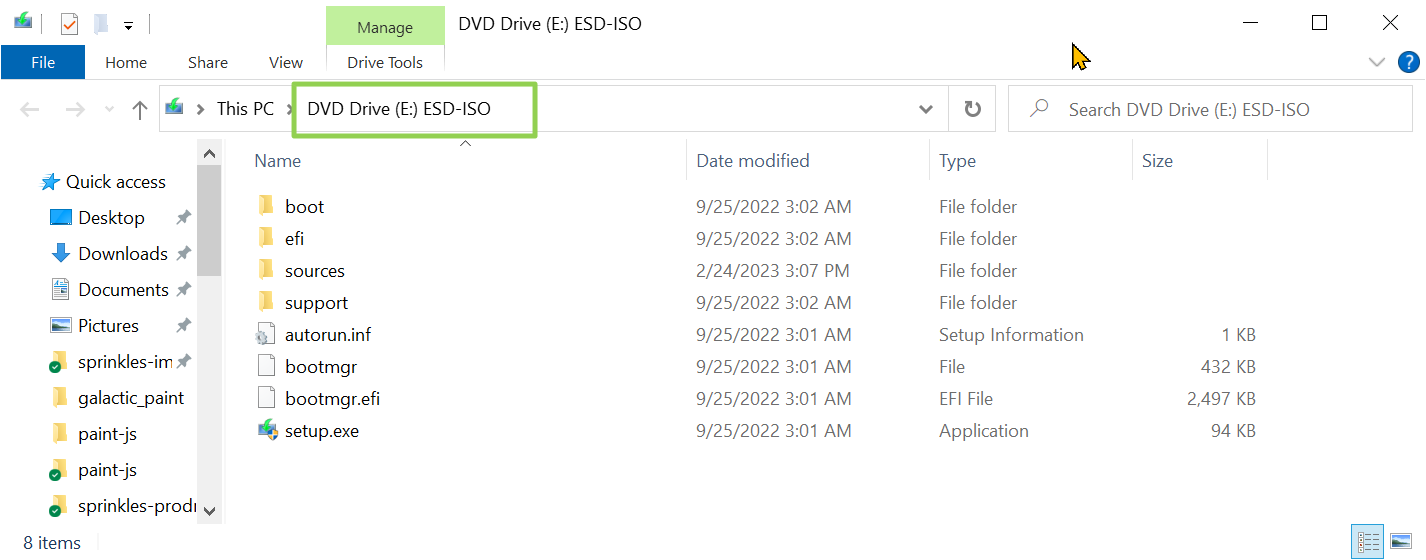 Manage DVD Drive (E:) ESD-ISO
File Home Share View Drive Tools ?
This PC DVD Drive (E:) ESD-ISO Search DVD Drive (E:) ESD-ISO
Quick access
Desktop
Downloads
Documents
Pictures
sprinkles-im
galactic_paint
paint-js
paint-js
sprinkles-prodr
Name Date modified Type Size
boot 9/25/2022 3:02 AM File folder
efi 9/25/2022 3:02 AM File folder
sources 2/24/2023 3:07 PM File folder
support 9/25/2022 3:02 AM File folder
autorun.inf 9/25/2022 3:01 AM Setup Information 1 KB
bootmgr 9/25/2022 3:01 AM File 432 KB
bootmgr.efi 9/25/2022 3:01 AM EFI File 2,497 KB
setup.exe 9/25/2022 3:01 AM Application 94 KB
8 items